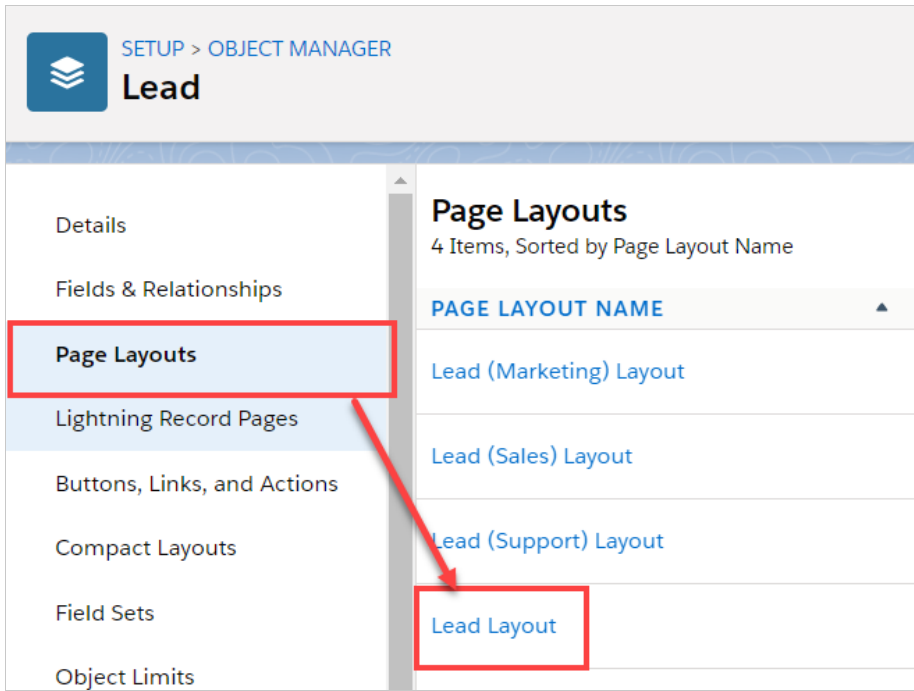 SETUP > OBJECT MANAGER
Lead
Details
Fields & Relationships
Page Layouts
Lightning Record Pages
Buttons, Links, and Actions
Compact Layouts
Field Sets
Object Limits
Page Layouts
4 Items, Sorted by Page Layout Name
PAGE LAYOUT NAME
Lead (Marketing) Layout
Lead (Sales) Layout
Lead (Support) Layout
Lead Layout